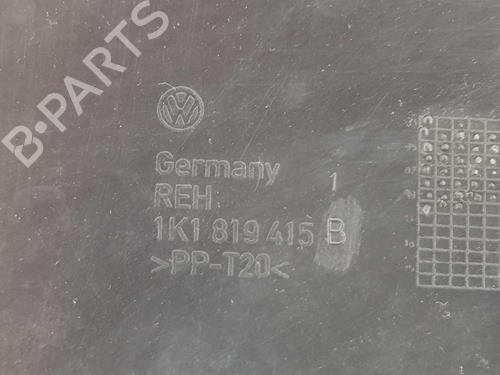 B-PARTS
Germany
REH 1
1K1 819 415 B
>PP-T20<